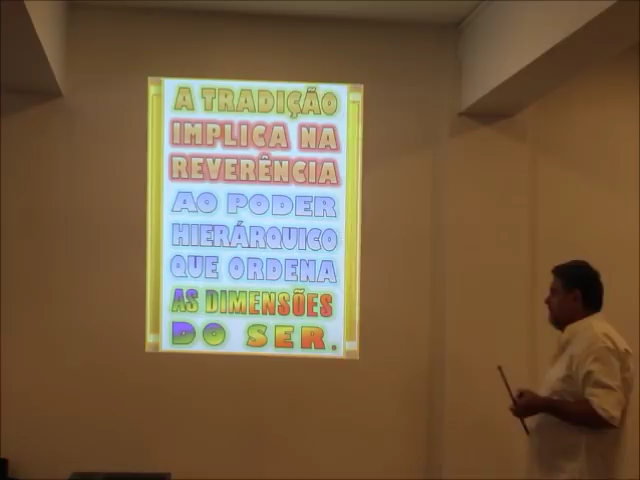 A TRADIÇÃO
IMPLICA NA
REVERÊNCIA
AO PODER
HIERÁRQUICO
QUE ORDENA
AS DIMENSÕES
DO SER.